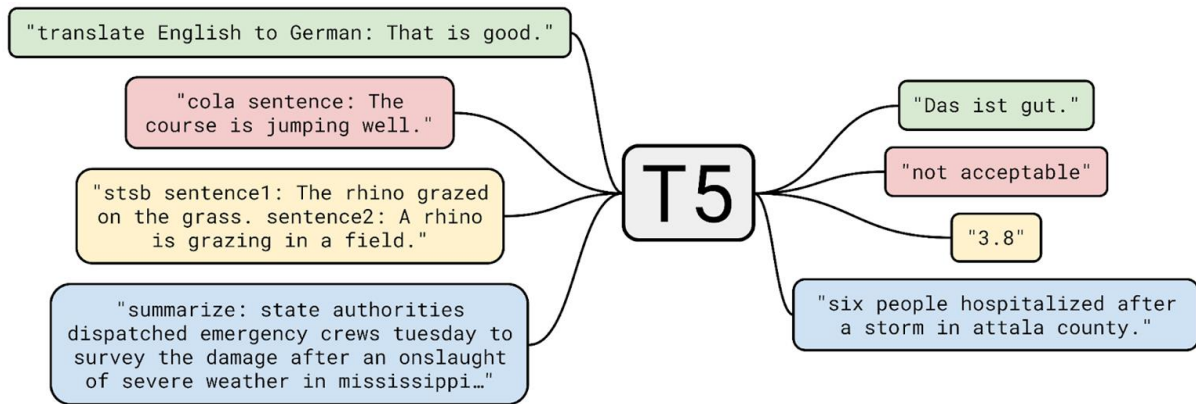 "translate English to German: That is good."
"cola sentence: The
course is jumping well."
"stsb sentence1: The rhino grazed
on the grass. sentence2: A rhino
is grazing in a field."
"summarize: state authorities
dispatched emergency crews tuesday to
survey the damage after an onslaught
of severe weather in mississippi…"
T5
"Das ist gut."
"not acceptable"
"3.8"
"six people hospitalized after
a storm in attala county."